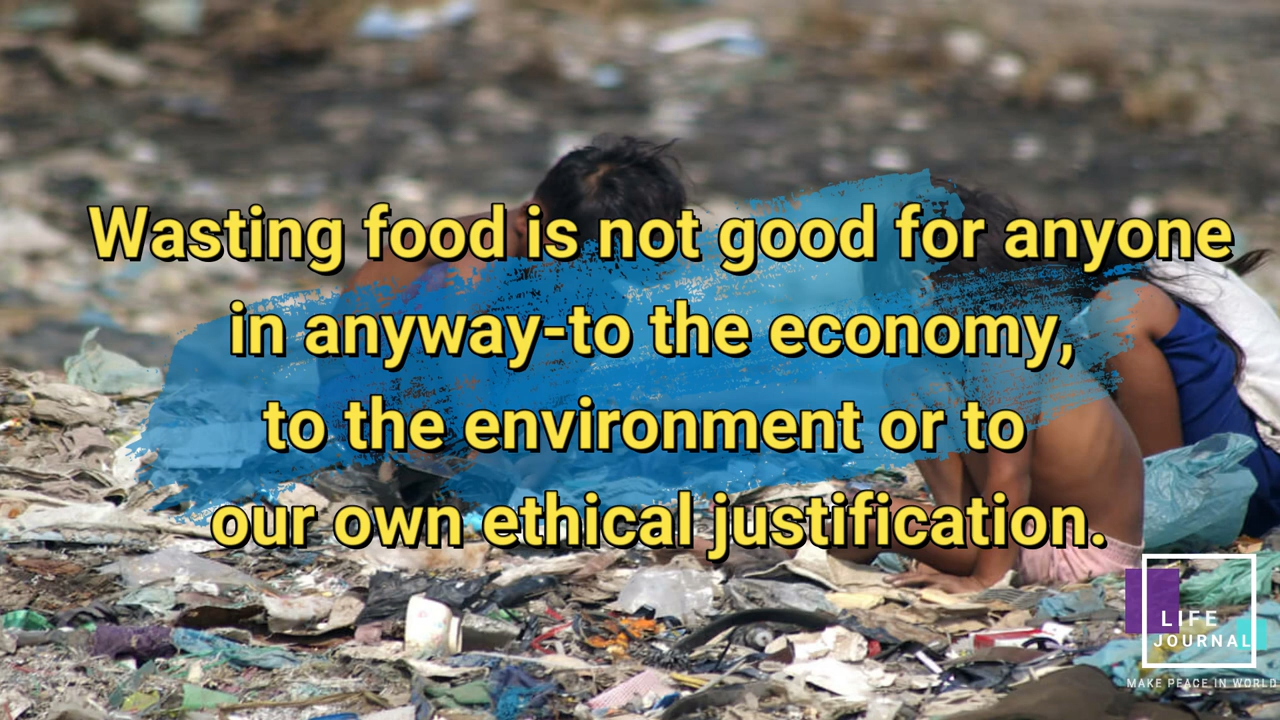 Wasting food is not good for anyone
in anyway-to the economy,
to the environment or to
our own ethical justification.
LIFE
JOURNAL
MAKE PEACE IN WORLD